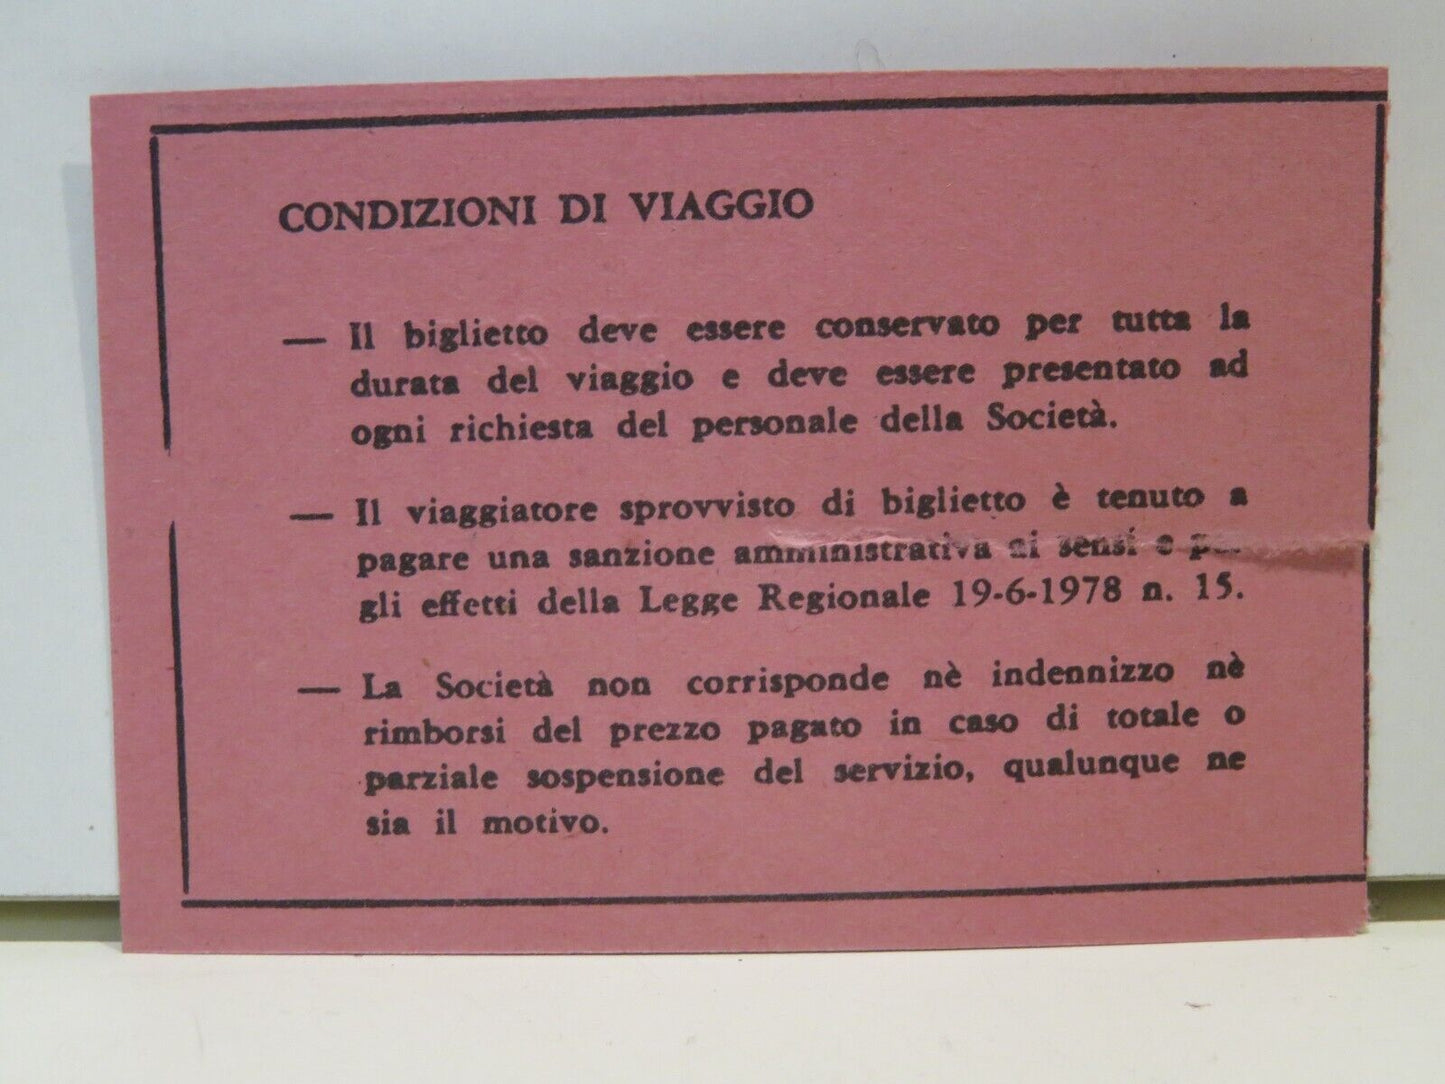 CONDIZIONI DI VIAGGIO
— Il biglietto deve essere conservato per tutta la
durata del viaggio e deve essere presentato ad
ogni richiesta del personale della Società.
— Il viaggiatore sprovvisto di biglietto è tenuto a
pagare una sanzione amministrativa ai sensi e per
gli effetti della Legge Regionale 19-6-1978 n. 15.
— La Società non corrisponde nè indennizzo nè
rimborsi del prezzo pagato in caso di totale o
parziale sospensione del servizio, qualunque ne
sia il motivo.